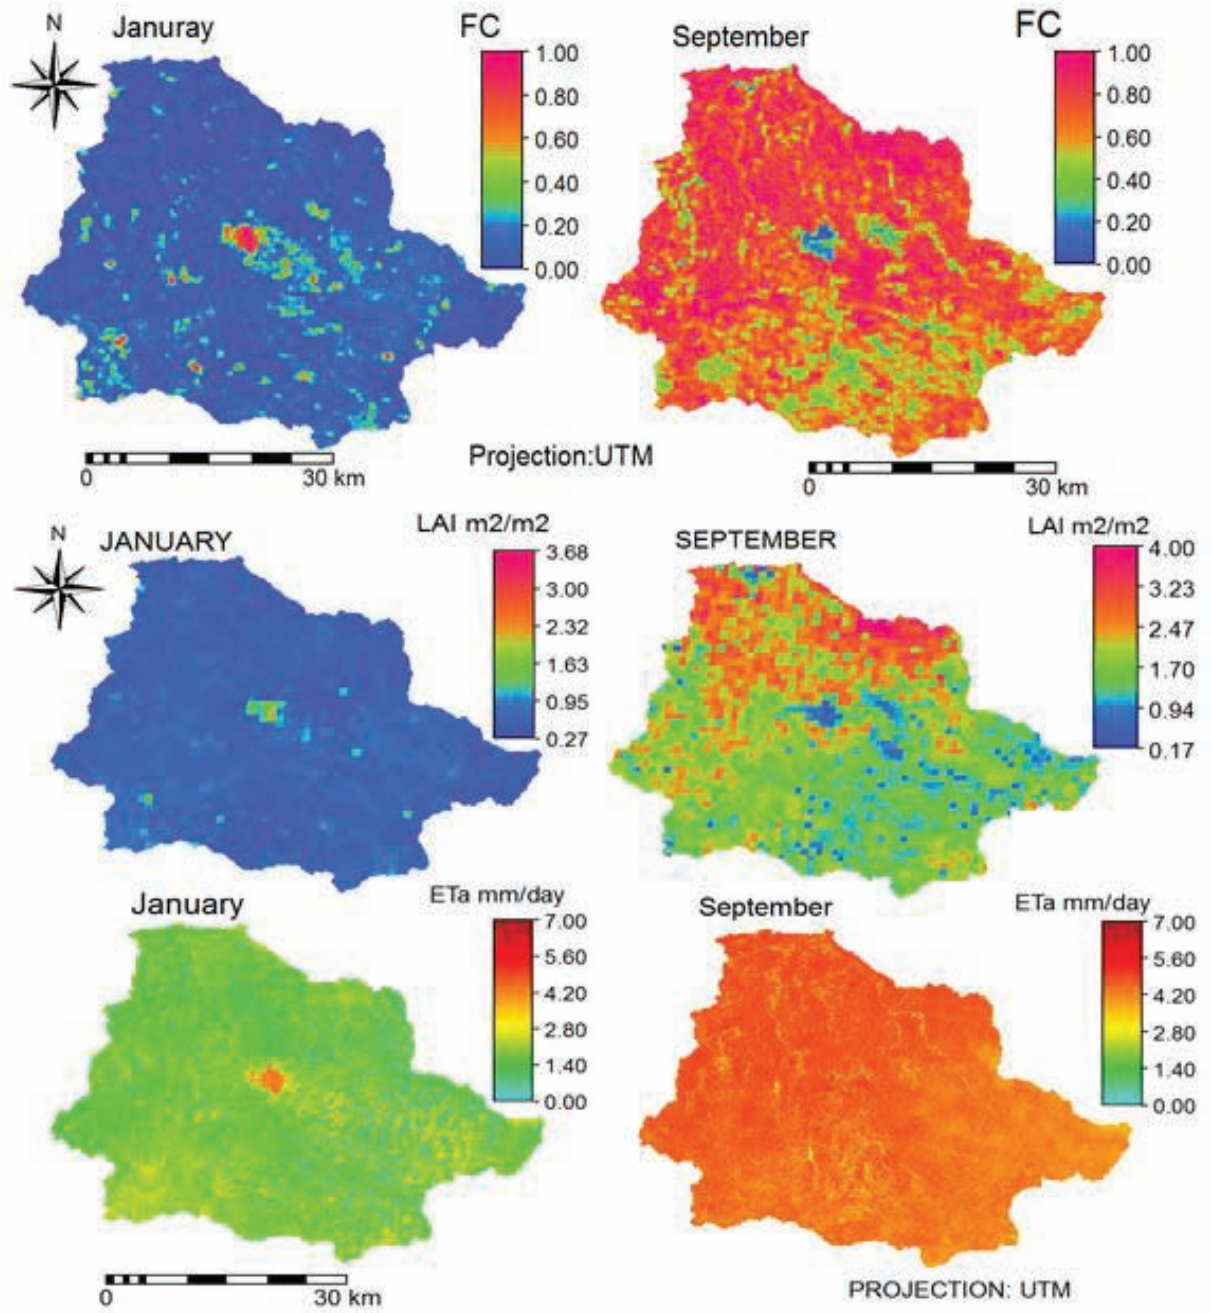 N
Januray
FC
1.00
0.80
0.60
0.40
0.20
0.00
September
FC
1.00
0.80
0.60
0.40
0.20
0.00
0 30 km
Projection:UTM
0 30 km
N
JANUARY
LAI m2/m2
3.68
3.00
2.32
1.63
0.95
0.27
SEPTEMBER
LAI m2/m2
4.00
3.23
2.47
1.70
0.94
0.17
January
ETa mm/day
7.00
5.60
4.20
2.80
1.40
0.00
September
ETa mm/day
7.00
5.60
4.20
2.80
1.40
0.00
0 30 km
PROJECTION: UTM